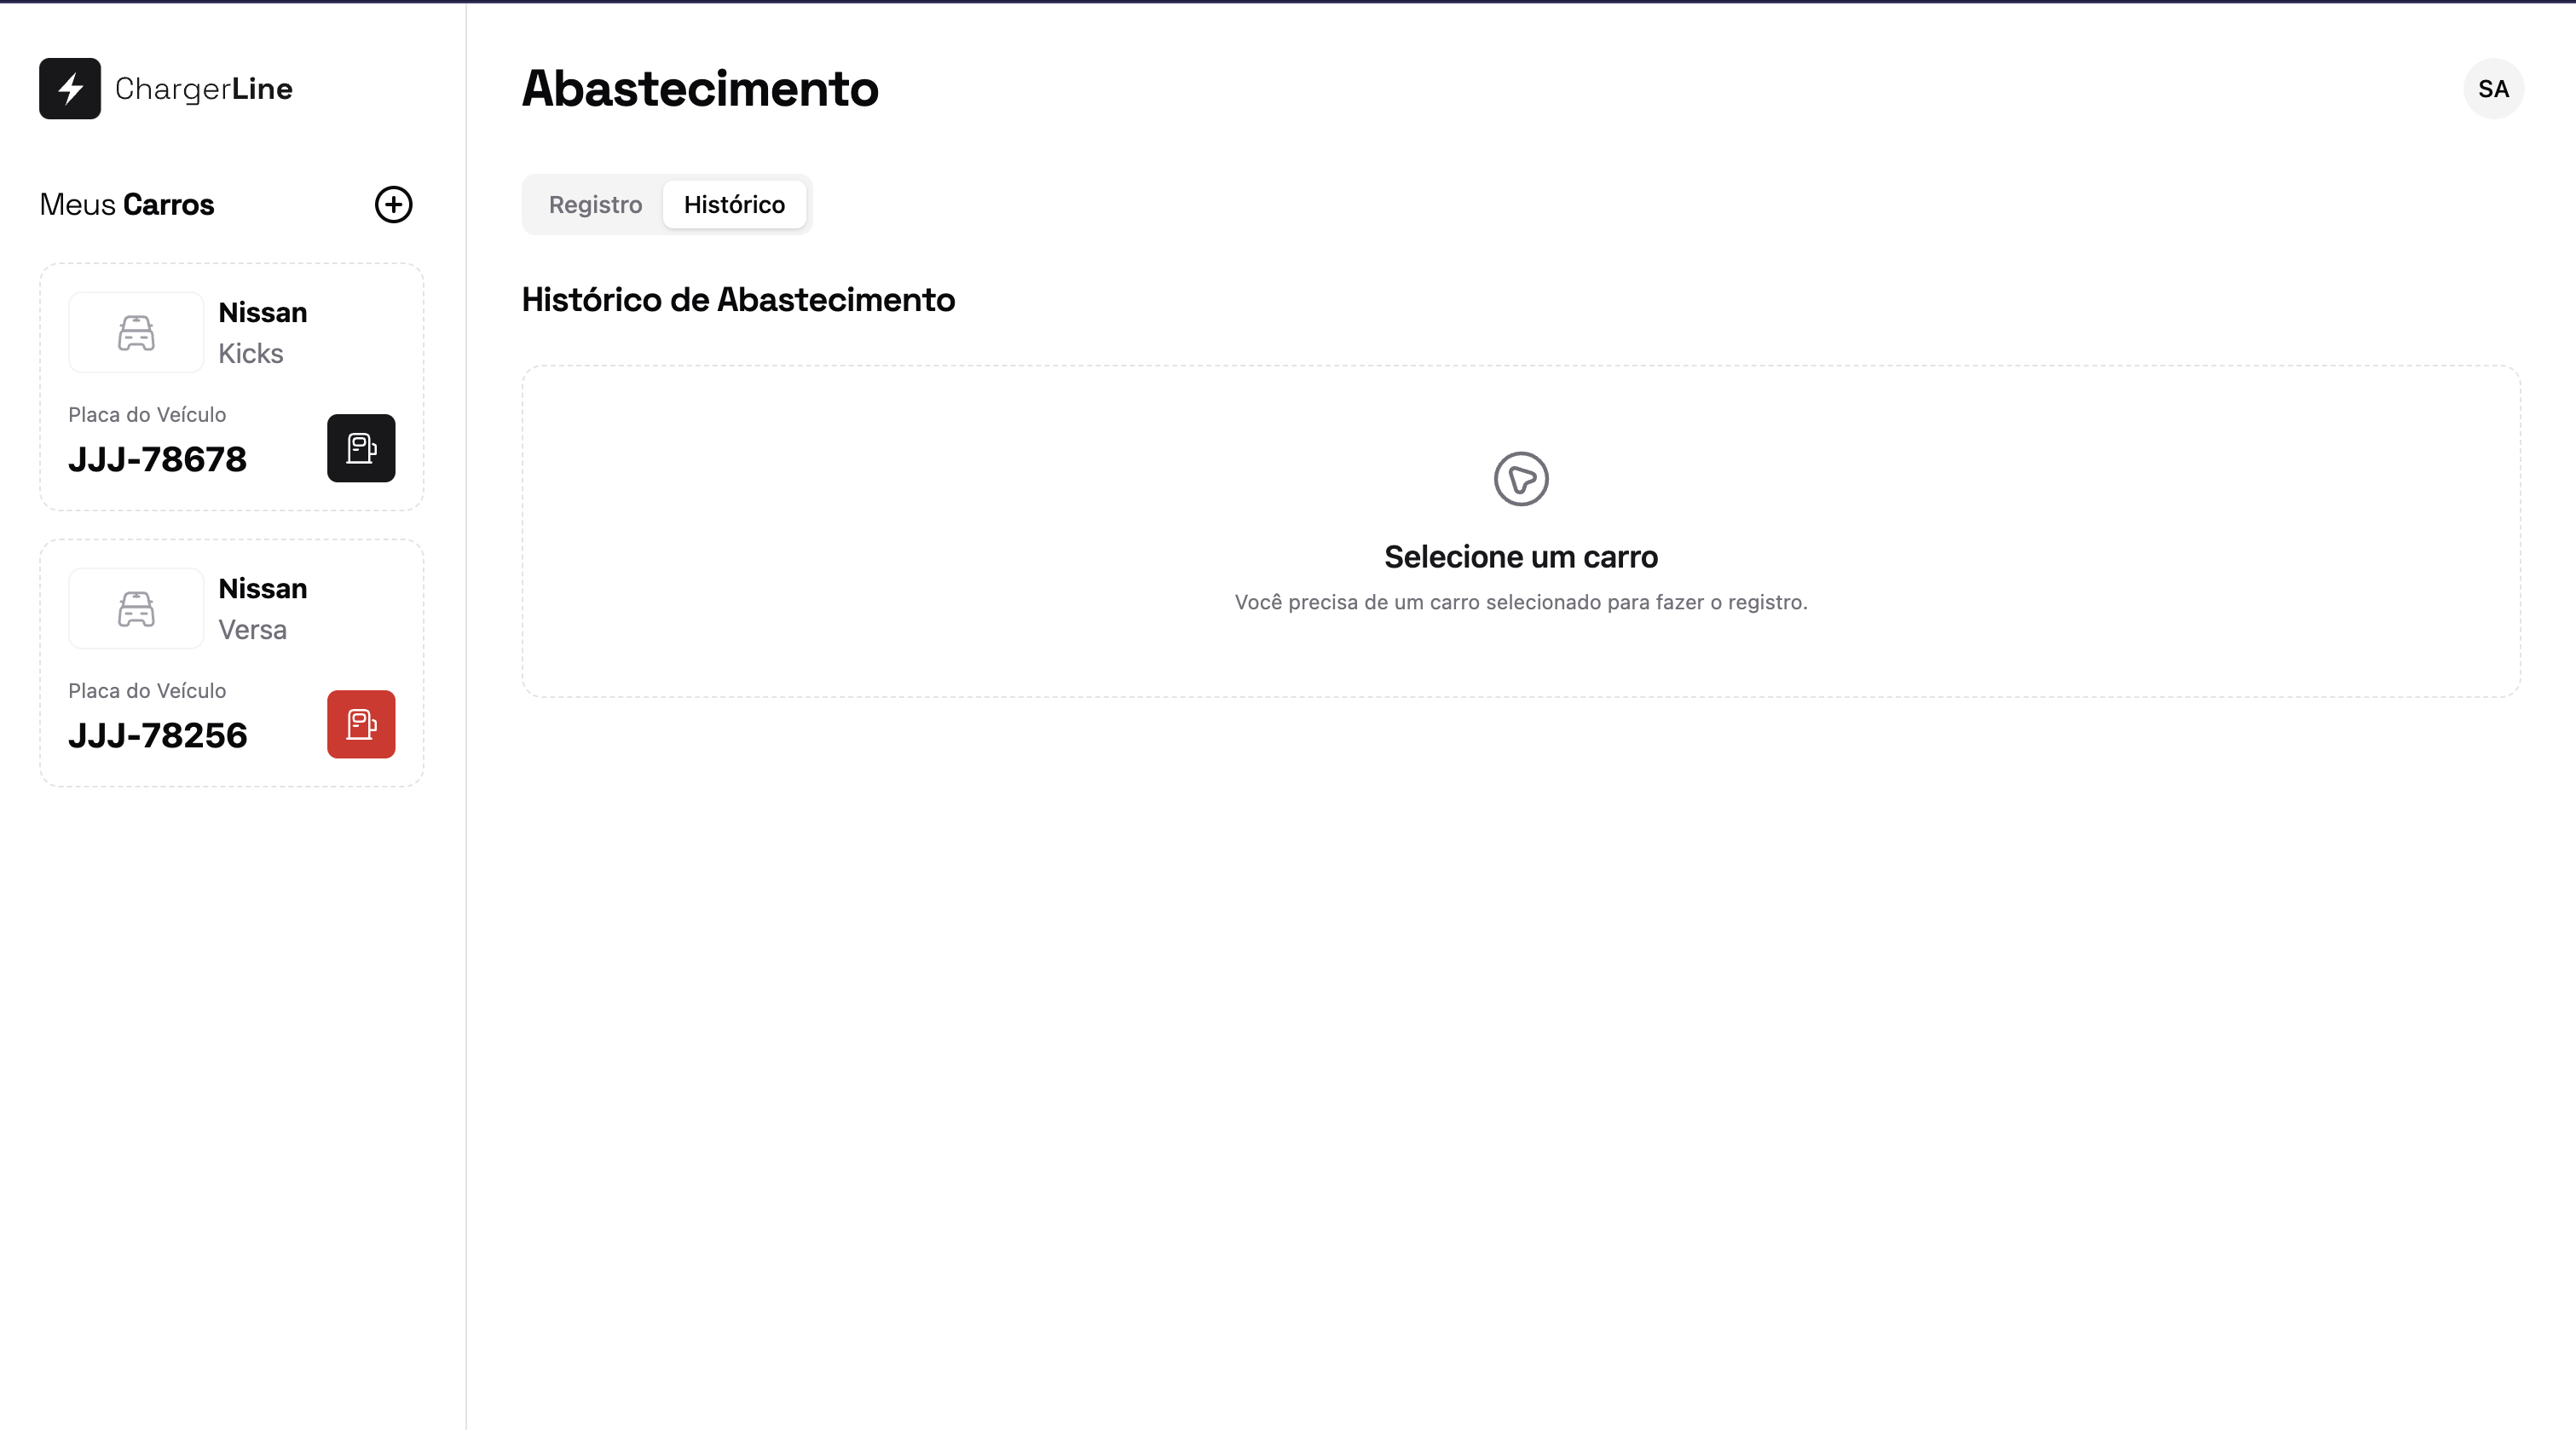 ChargerLine
Meus Carros
Nissan
Kicks
Placa do Veículo
JJJ-78678
Nissan
Versa
Placa do Veículo
JJJ-78256
Abastecimento
SA
Registro
Histórico
Histórico de Abastecimento
Selecione um carro
Você precisa de um carro selecionado para fazer o registro.